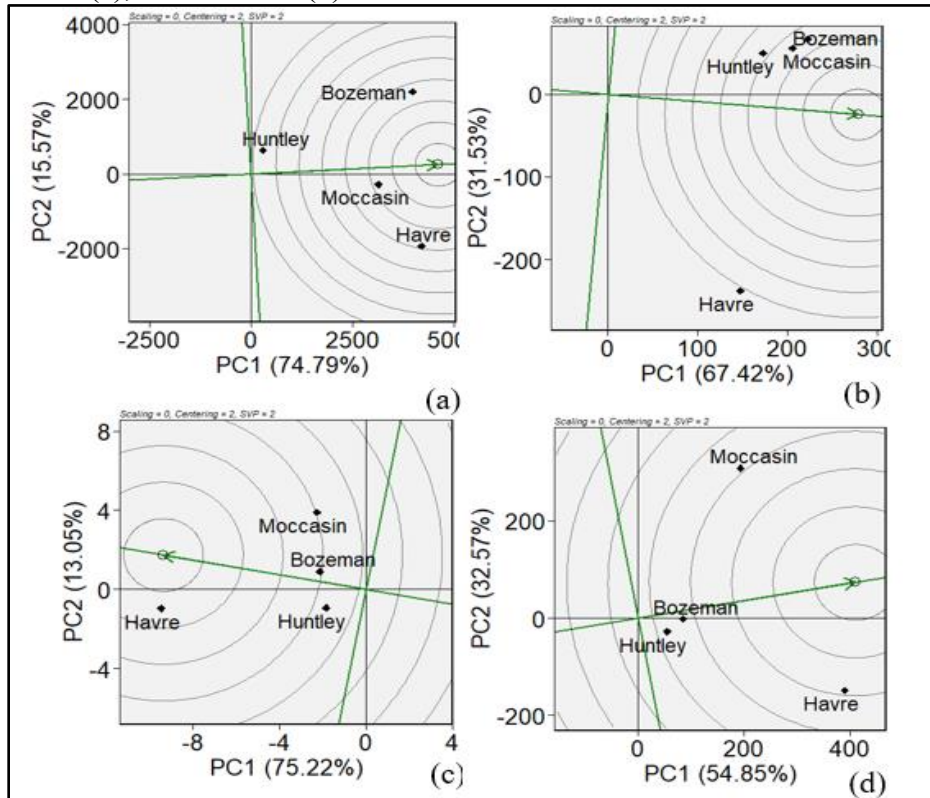 Scaling = 0, Centering = 2, SVP = 2
4000
2000
0
-2000
PC2 (15.57%)
Bozeman
Huntley
Moccasin
Havre
-2500
0
2500
500
PC1 (74.79%)
(a)
Scaling = 0, Centering = 2, SVP = 2
0
-100
-200
PC2 (31.53%)
Bozeman
Huntley
Moccasin
Havre
0
100
200
300
PC1 (67.42%)
(b)
Scaling = 0, Centering = 2, SVP = 2
8
4
0
-4
PC2 (13.05%)
Moccasin
Bozeman
Havre
Huntley
-8
-4
0
4
PC1 (75.22%)
(c)
Scaling = 0, Centering = 2, SVP = 2
200
0
-200
PC2 (32.57%)
Moccasin
Bozeman
Huntley
Havre
0
200
400
PC1 (54.85%)
(d)